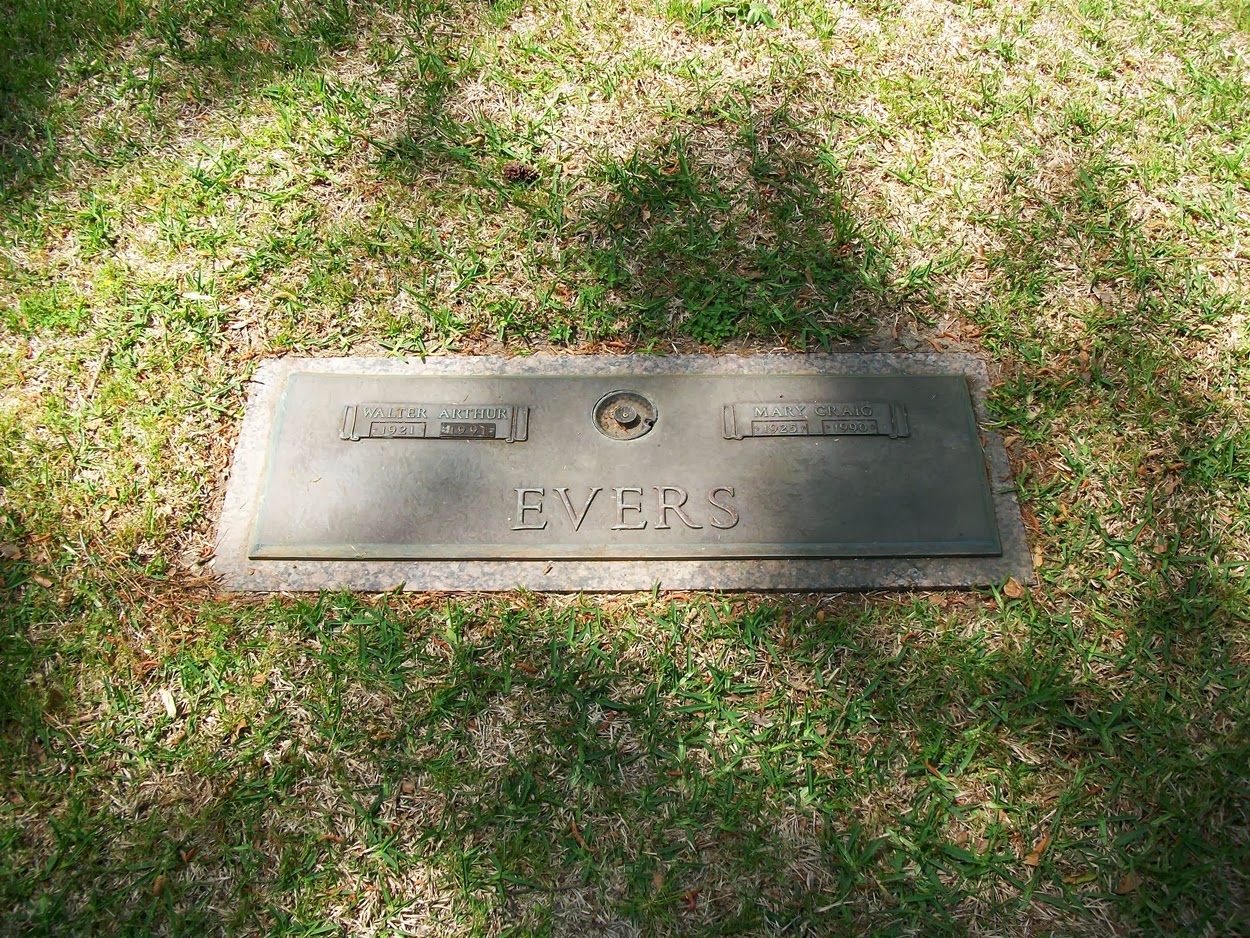 WALTER ARTHUR
1921 1991
MARY CRAIG
1925 1990
EVERS